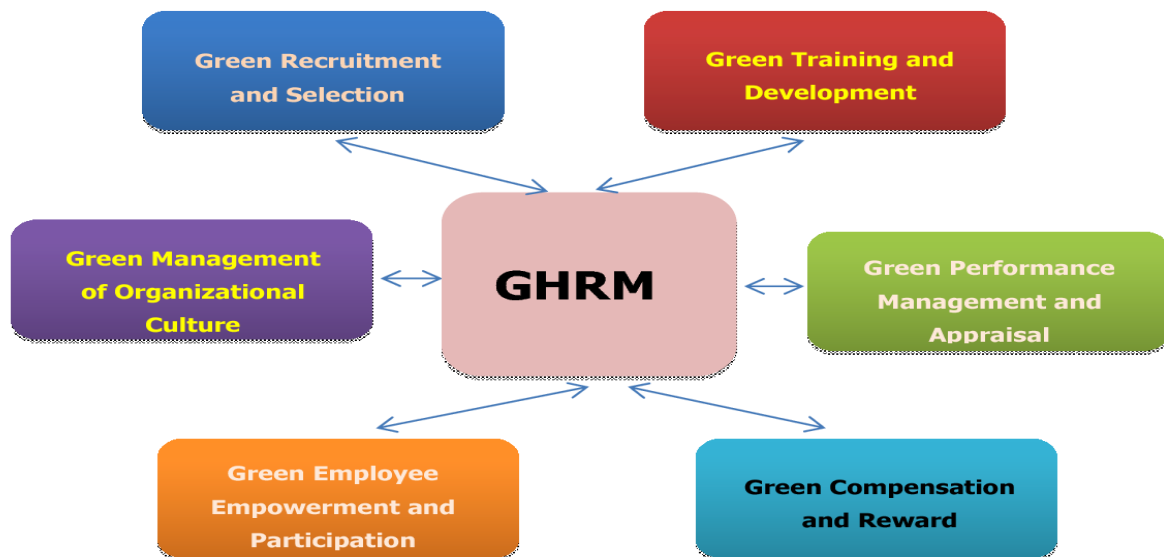 Green Recruitment
and Selection
Green Training and
Development
Green Management
of Organizational
Culture
GHRM
Green Performance
Management and
Appraisal
Green Employee
Empowerment and
Participation
Green Compensation
and Reward